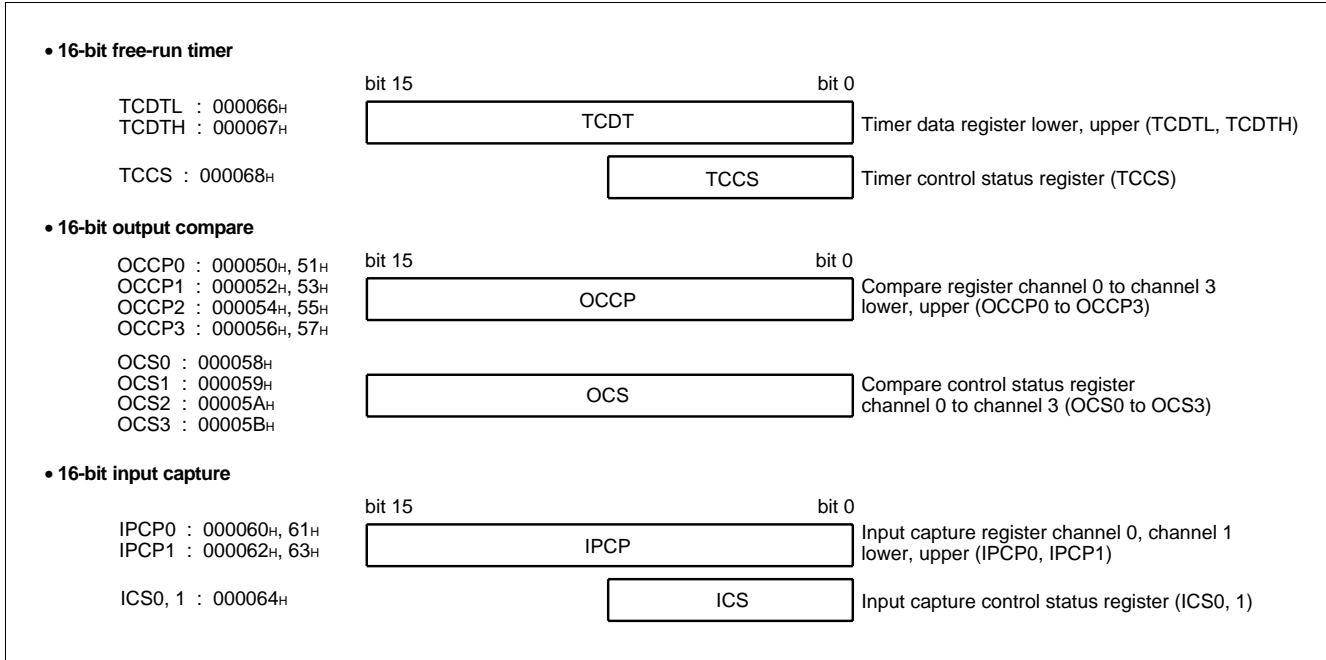 • 16-bit free-run timer
bit 15 bit 0
TCDTL : 000066H
TCDTH : 000067H
TCDT
Timer data register lower, upper (TCDTL, TCDTH)
TCCS : 000068H
TCCS
Timer control status register (TCCS)
• 16-bit output compare
bit 15 bit 0
OCCP0 : 000050H, 51H
OCCP1 : 000052H, 53H
OCCP2 : 000054H, 55H
OCCP3 : 000056H, 57H
OCCP
Compare register channel 0 to channel 3
lower, upper (OCCP0 to OCCP3)
OCS0 : 000058H
OCS1 : 000059H
OCS2 : 00005AH
OCS3 : 00005BH
OCS
Compare control status register
channel 0 to channel 3 (OCS0 to OCS3)
• 16-bit input capture
bit 15 bit 0
IPCP0 : 000060H, 61H
IPCP1 : 000062H, 63H
IPCP
Input capture register channel 0, channel 1
lower, upper (IPCP0, IPCP1)
ICS0, 1 : 000064H
ICS
Input capture control status register (ICS0, 1)